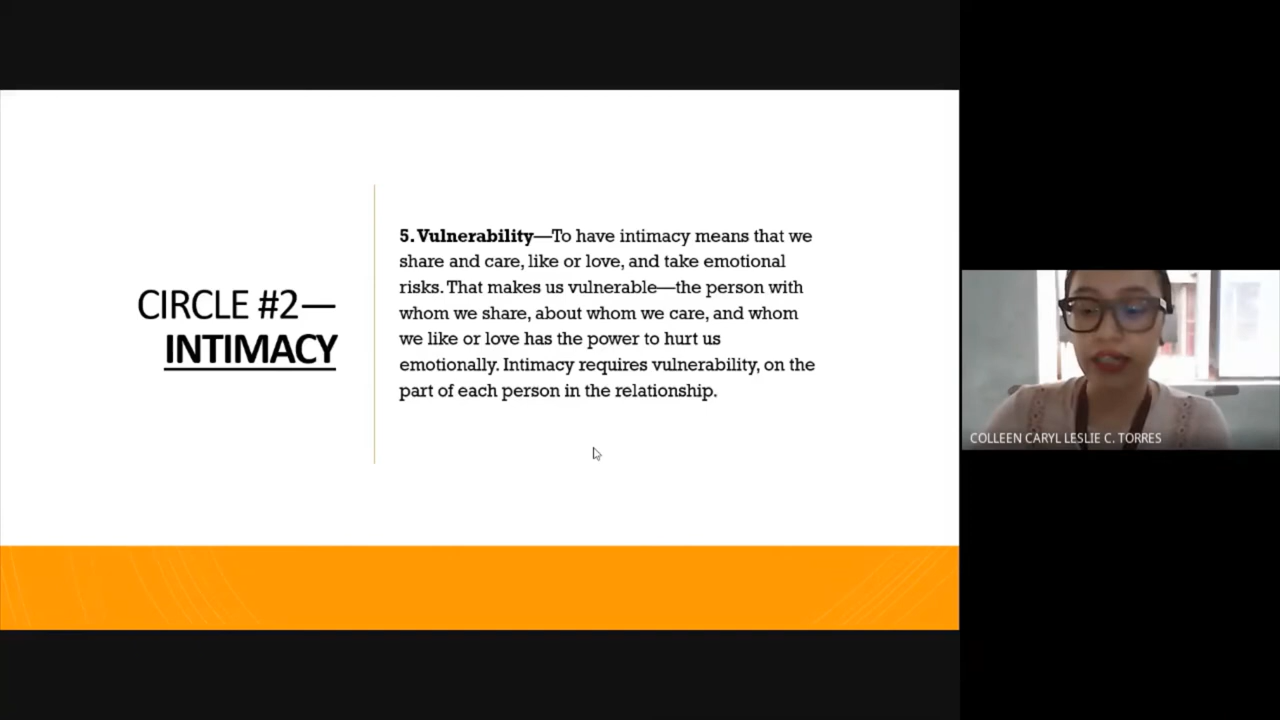 CIRCLE #2—
INTIMACY
5. Vulnerability—To have intimacy means that we
share and care, like or love, and take emotional
risks. That makes us vulnerable—the person with
whom we share, about whom we care, and whom
we like or love has the power to hurt us
emotionally. Intimacy requires vulnerability, on the
part of each person in the relationship.
COLLEEN CARYL LESLIE C. TORRES